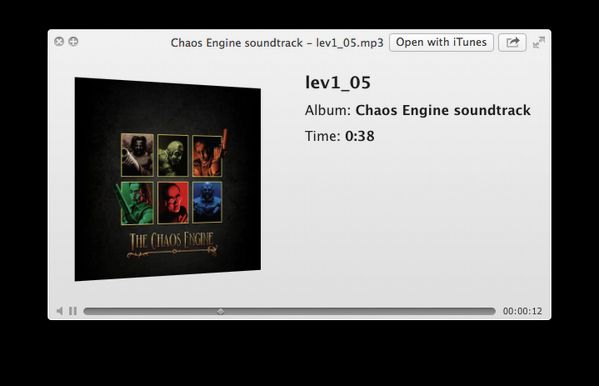 Chaos Engine soundtrack – lev1_05.mp3
Open with iTunes
lev1_05
Album: Chaos Engine soundtrack
Time: 0:38
THE CHAOS ENGINE
00:00:12